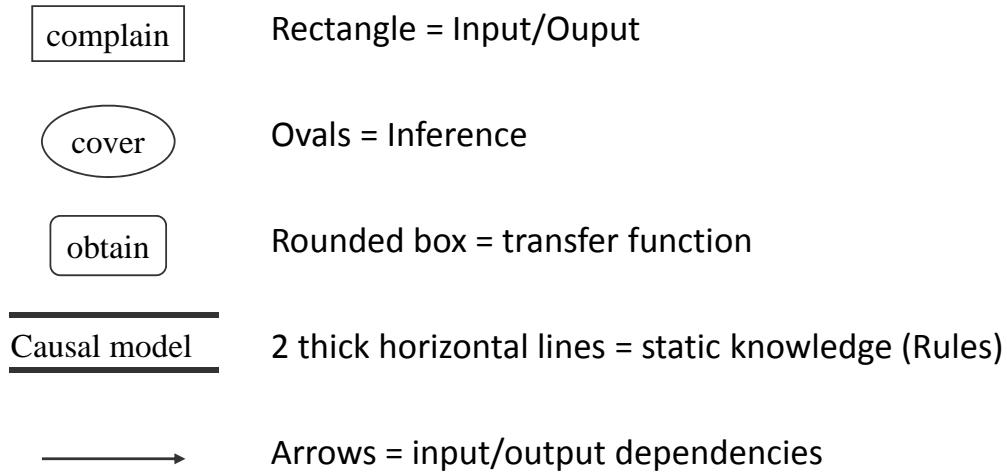 complain Rectangle = Input/Ouput
cover Ovals = Inference
obtain Rounded box = transfer function
Causal model 2 thick horizontal lines = static knowledge (Rules)
Arrows = input/output dependencies